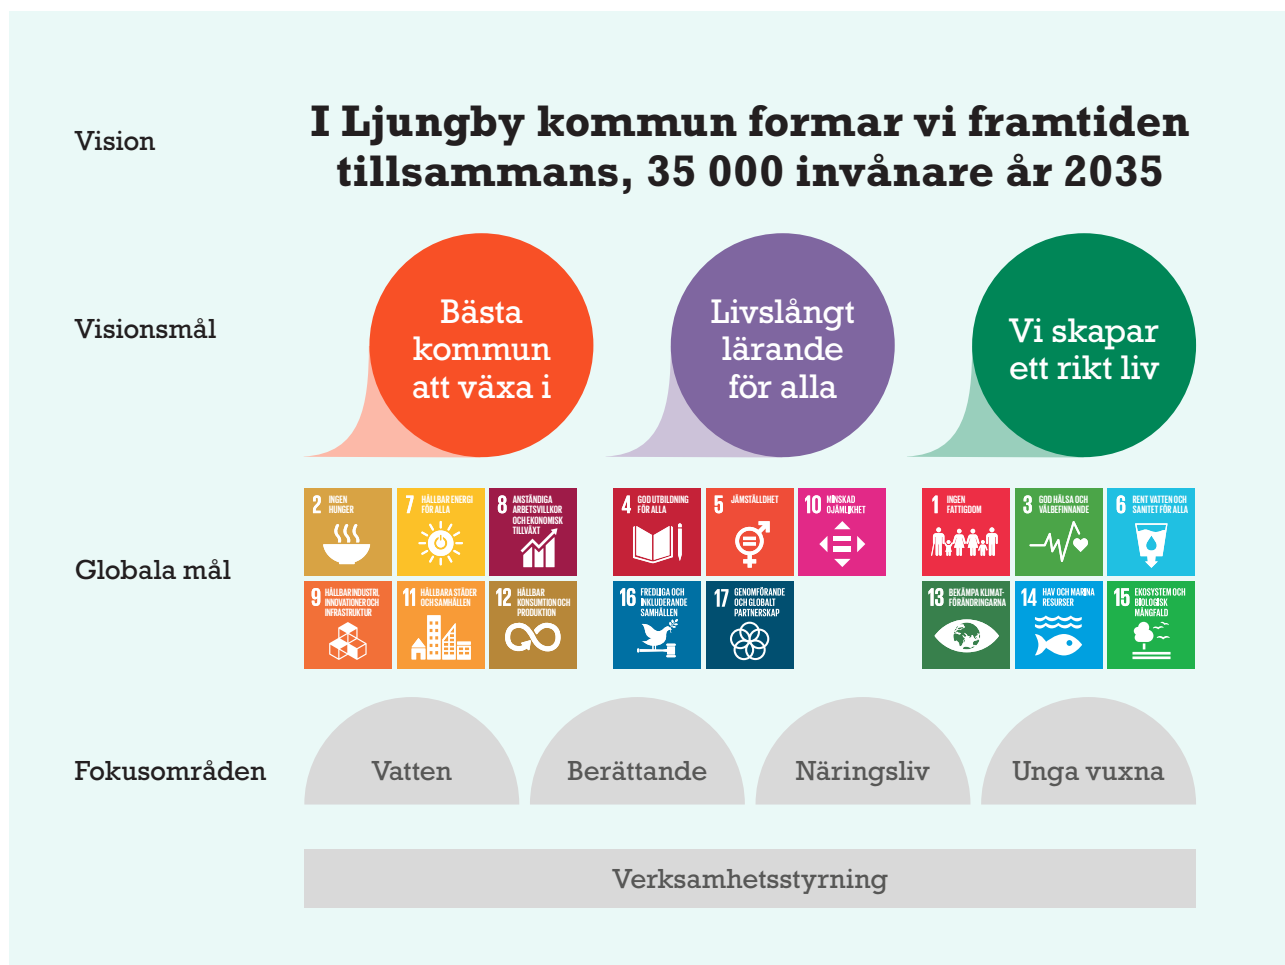 Vision
I Ljungby kommun formar vi framtiden
tillsammans, 35 000 invånare år 2035
Visionsmål
Bästa
kommun
att växa i
Livslångt
lärande
för alla
Vi skapar
ett rikt liv
Globala mål
2 INGEN
HUNGER
7 HÅLLBAR ENERGI
FÖR ALLA
8 ANSTÄNDIGA
ARBETSVILLKOR
OCH EKONOMISK
TILLVÄXT
9 HÅLLBAR INDUSTRI,
INNOVATIONER OCH
INFRASTRUKTUR
11 HÅLLBARA STÄDER
OCH SAMHÄLLEN
12 HÅLLBAR
KONSUMTION OCH
PRODUKTION
4 GOD UTBILDNING
FÖR ALLA
5 JÄMSTÄLLDHET
10 MINSKAD
OJÄMLIKHET
16 FREDLIGA OCH
INKLUDERANDE
SAMHÄLLEN
17 GENOMFÖRANDE
OCH GLOBALT
PARTNERSKAP
1 INGEN
FATTIGDOM
3 GOD HÄLSA OCH
VÄLBEFINNANDE
6 RENT VATTEN OCH
SANITET FÖR ALLA
13 BEKÄMPA KLIMAT-
FÖRÄNDRINGARNA
14 HAV OCH MARINA
RESURSER
15 EKOSYSTEM OCH
BIOLOGISK
MÅNGFALD
Fokusområden
Vatten
Berättande
Näringsliv
Unga vuxna
Verksamhetsstyrning